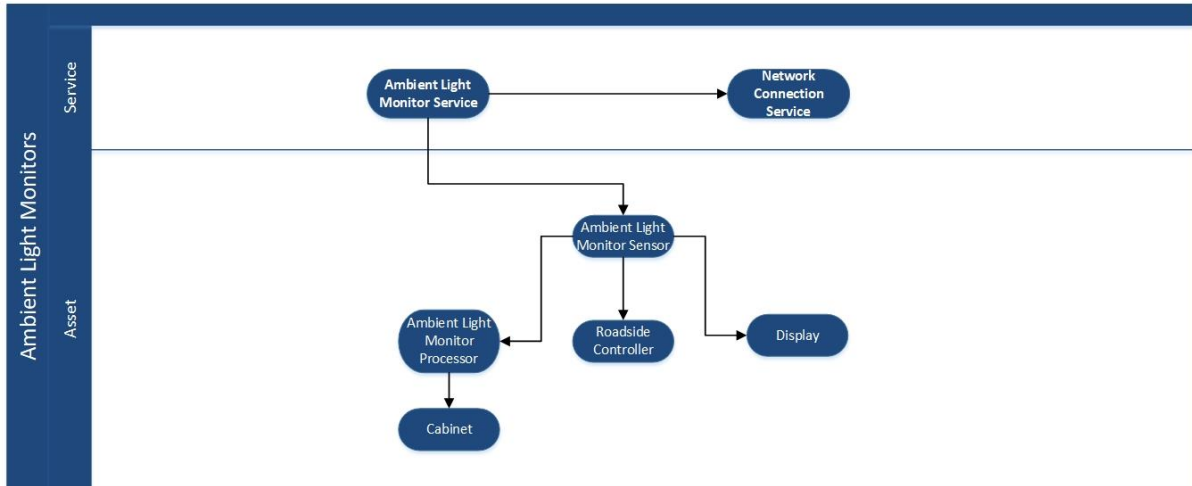 Ambient Light Monitors
Service
Ambient Light
Monitor Service
Network
Connection
Service
Asset
Ambient Light
Monitor Sensor
Ambient Light
Monitor
Processor
Roadside
Controller
Display
Cabinet